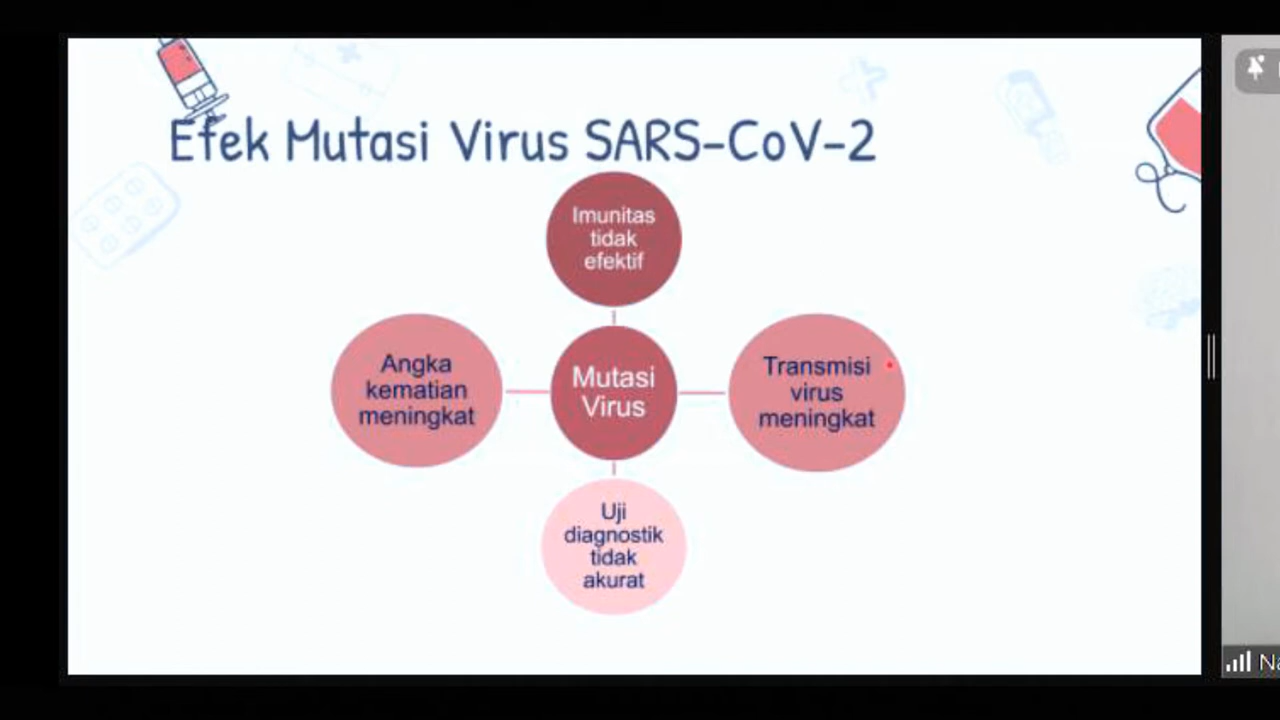 Efek Mutasi Virus SARS-CoV-2
Imunitas
tidak
efektif
Angka
kematian
meningkat
Mutasi
Virus
Transmisi
virus
meningkat
Uji
diagnostik
tidak
akurat